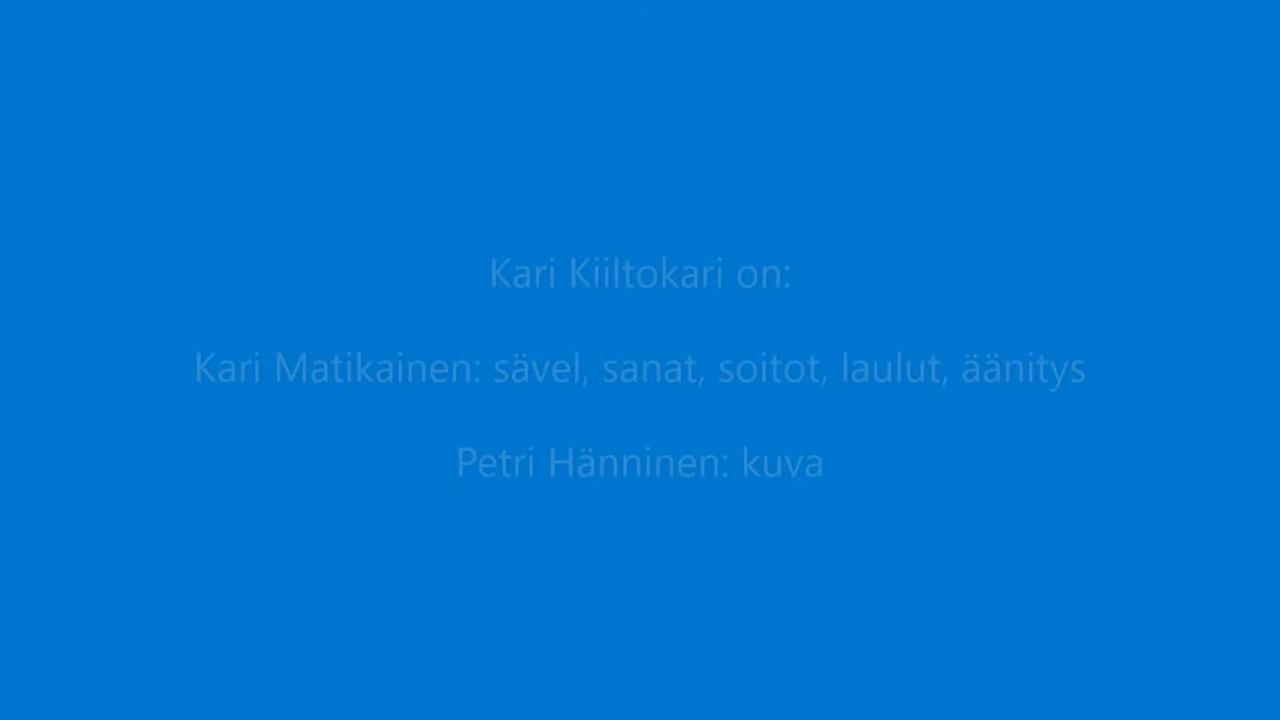 Kari Kiiltokari on:
Kari Matikainen: sävel, sanat, soitot, laulut, äänitys
Petri Hänninen: kuva